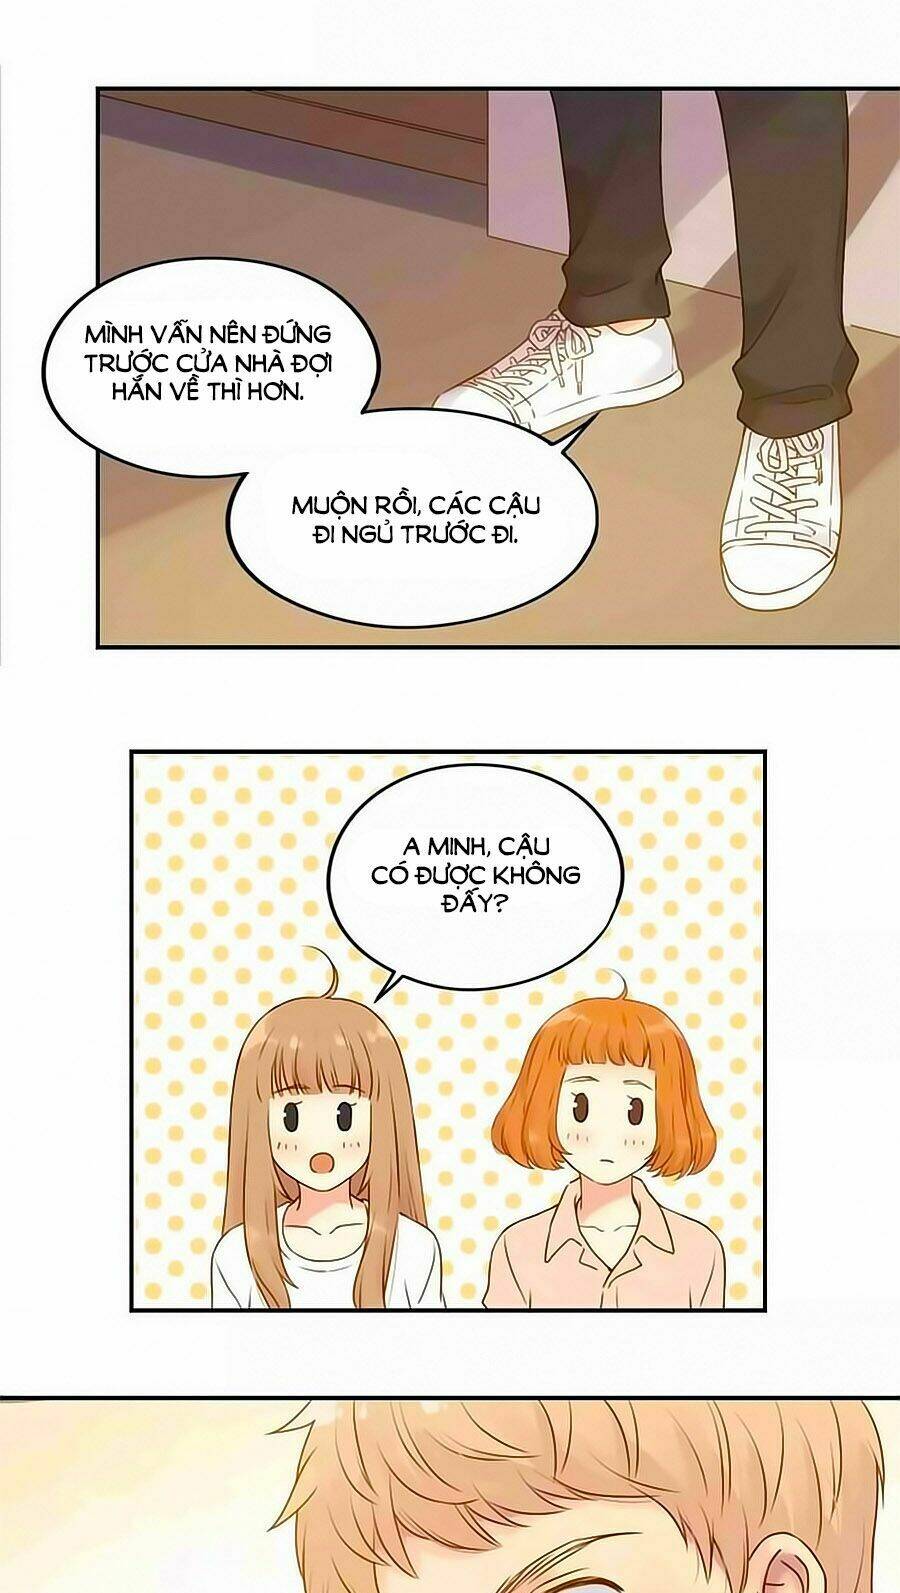 MÌNH VẪN NÊN ĐỨNG
TRƯỚC CỬA NHÀ ĐỢI
HẮN VỀ THÌ HƠN.
MUỘN RỒI, CÁC CẬU
ĐI NGỦ TRƯỚC ĐI.
A MINH, CẬU
CÓ ĐƯỢC KHÔNG
ĐẤY?